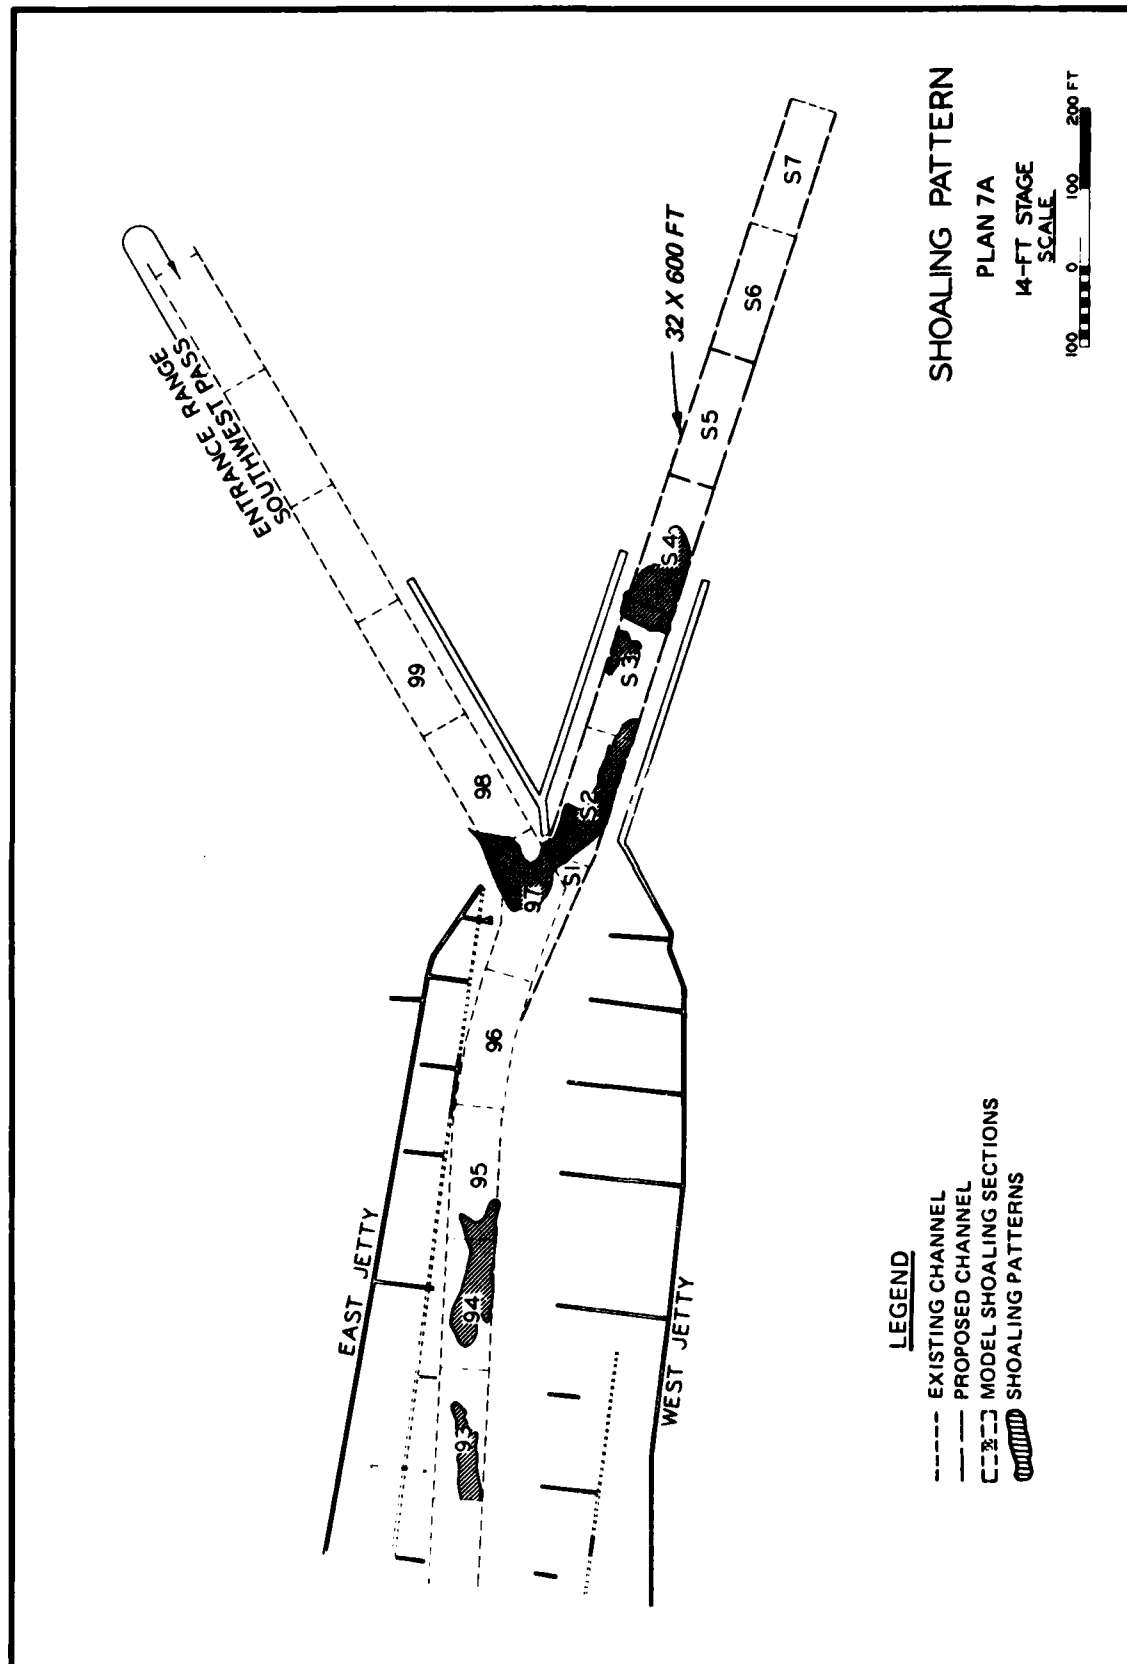 ENTRANCE RANGE
SOUTHWEST PASS
99
98
97
96
95
94
93
S1
S2
S3
S4
S5
S6
S7
32 X 600 FT
EAST JETTY
WEST JETTY
SHOALING PATTERN
PLAN 7A
14-FT STAGE
SCALE
100 0 100 200 FT
LEGEND
EXISTING CHANNEL
PROPOSED CHANNEL
MODEL SHOALING SECTIONS
SHOALING PATTERNS